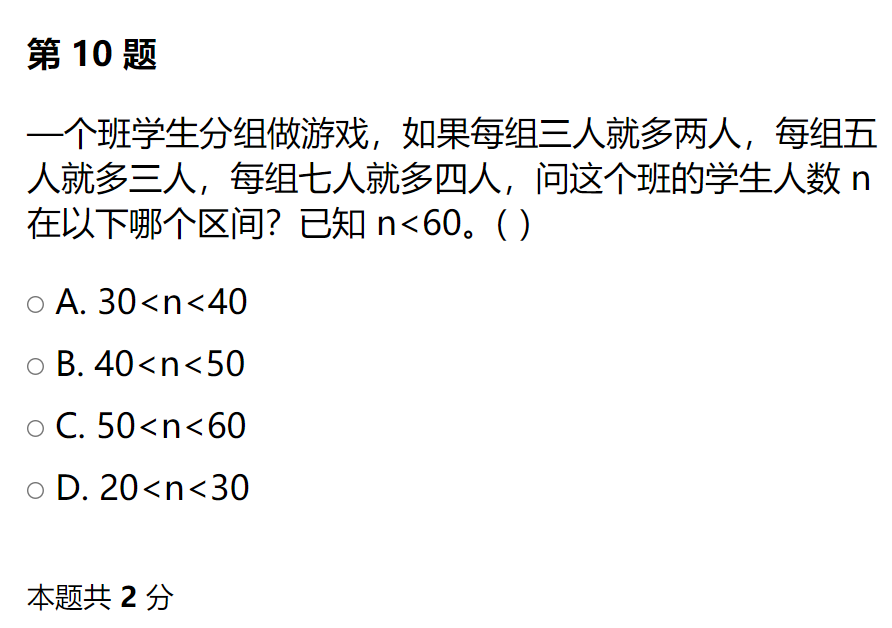 第 10 题
一个班学生分组做游戏，如果每组三人就多两人，每组五
人就多三人，每组七人就多四人，问这个班的学生人数 n
在以下哪个区间？已知 n<60。( )
A. 30<n<40
B. 40<n<50
C. 50<n<60
D. 20<n<30
本题共 2 分